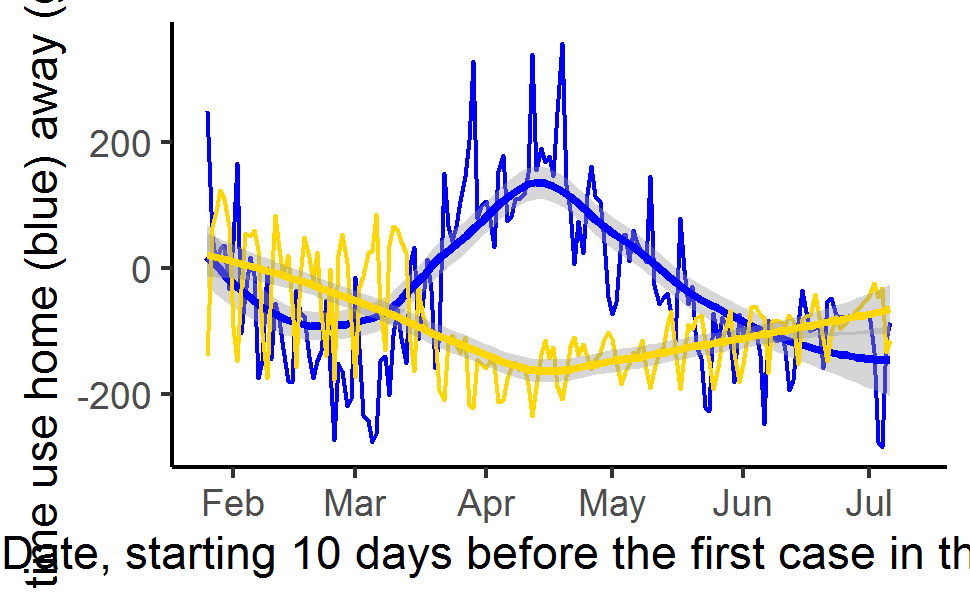 time use home (blue) away (
200
0
-200
Feb Mar Apr May Jun Jul
Date, starting 10 days before the first case in th